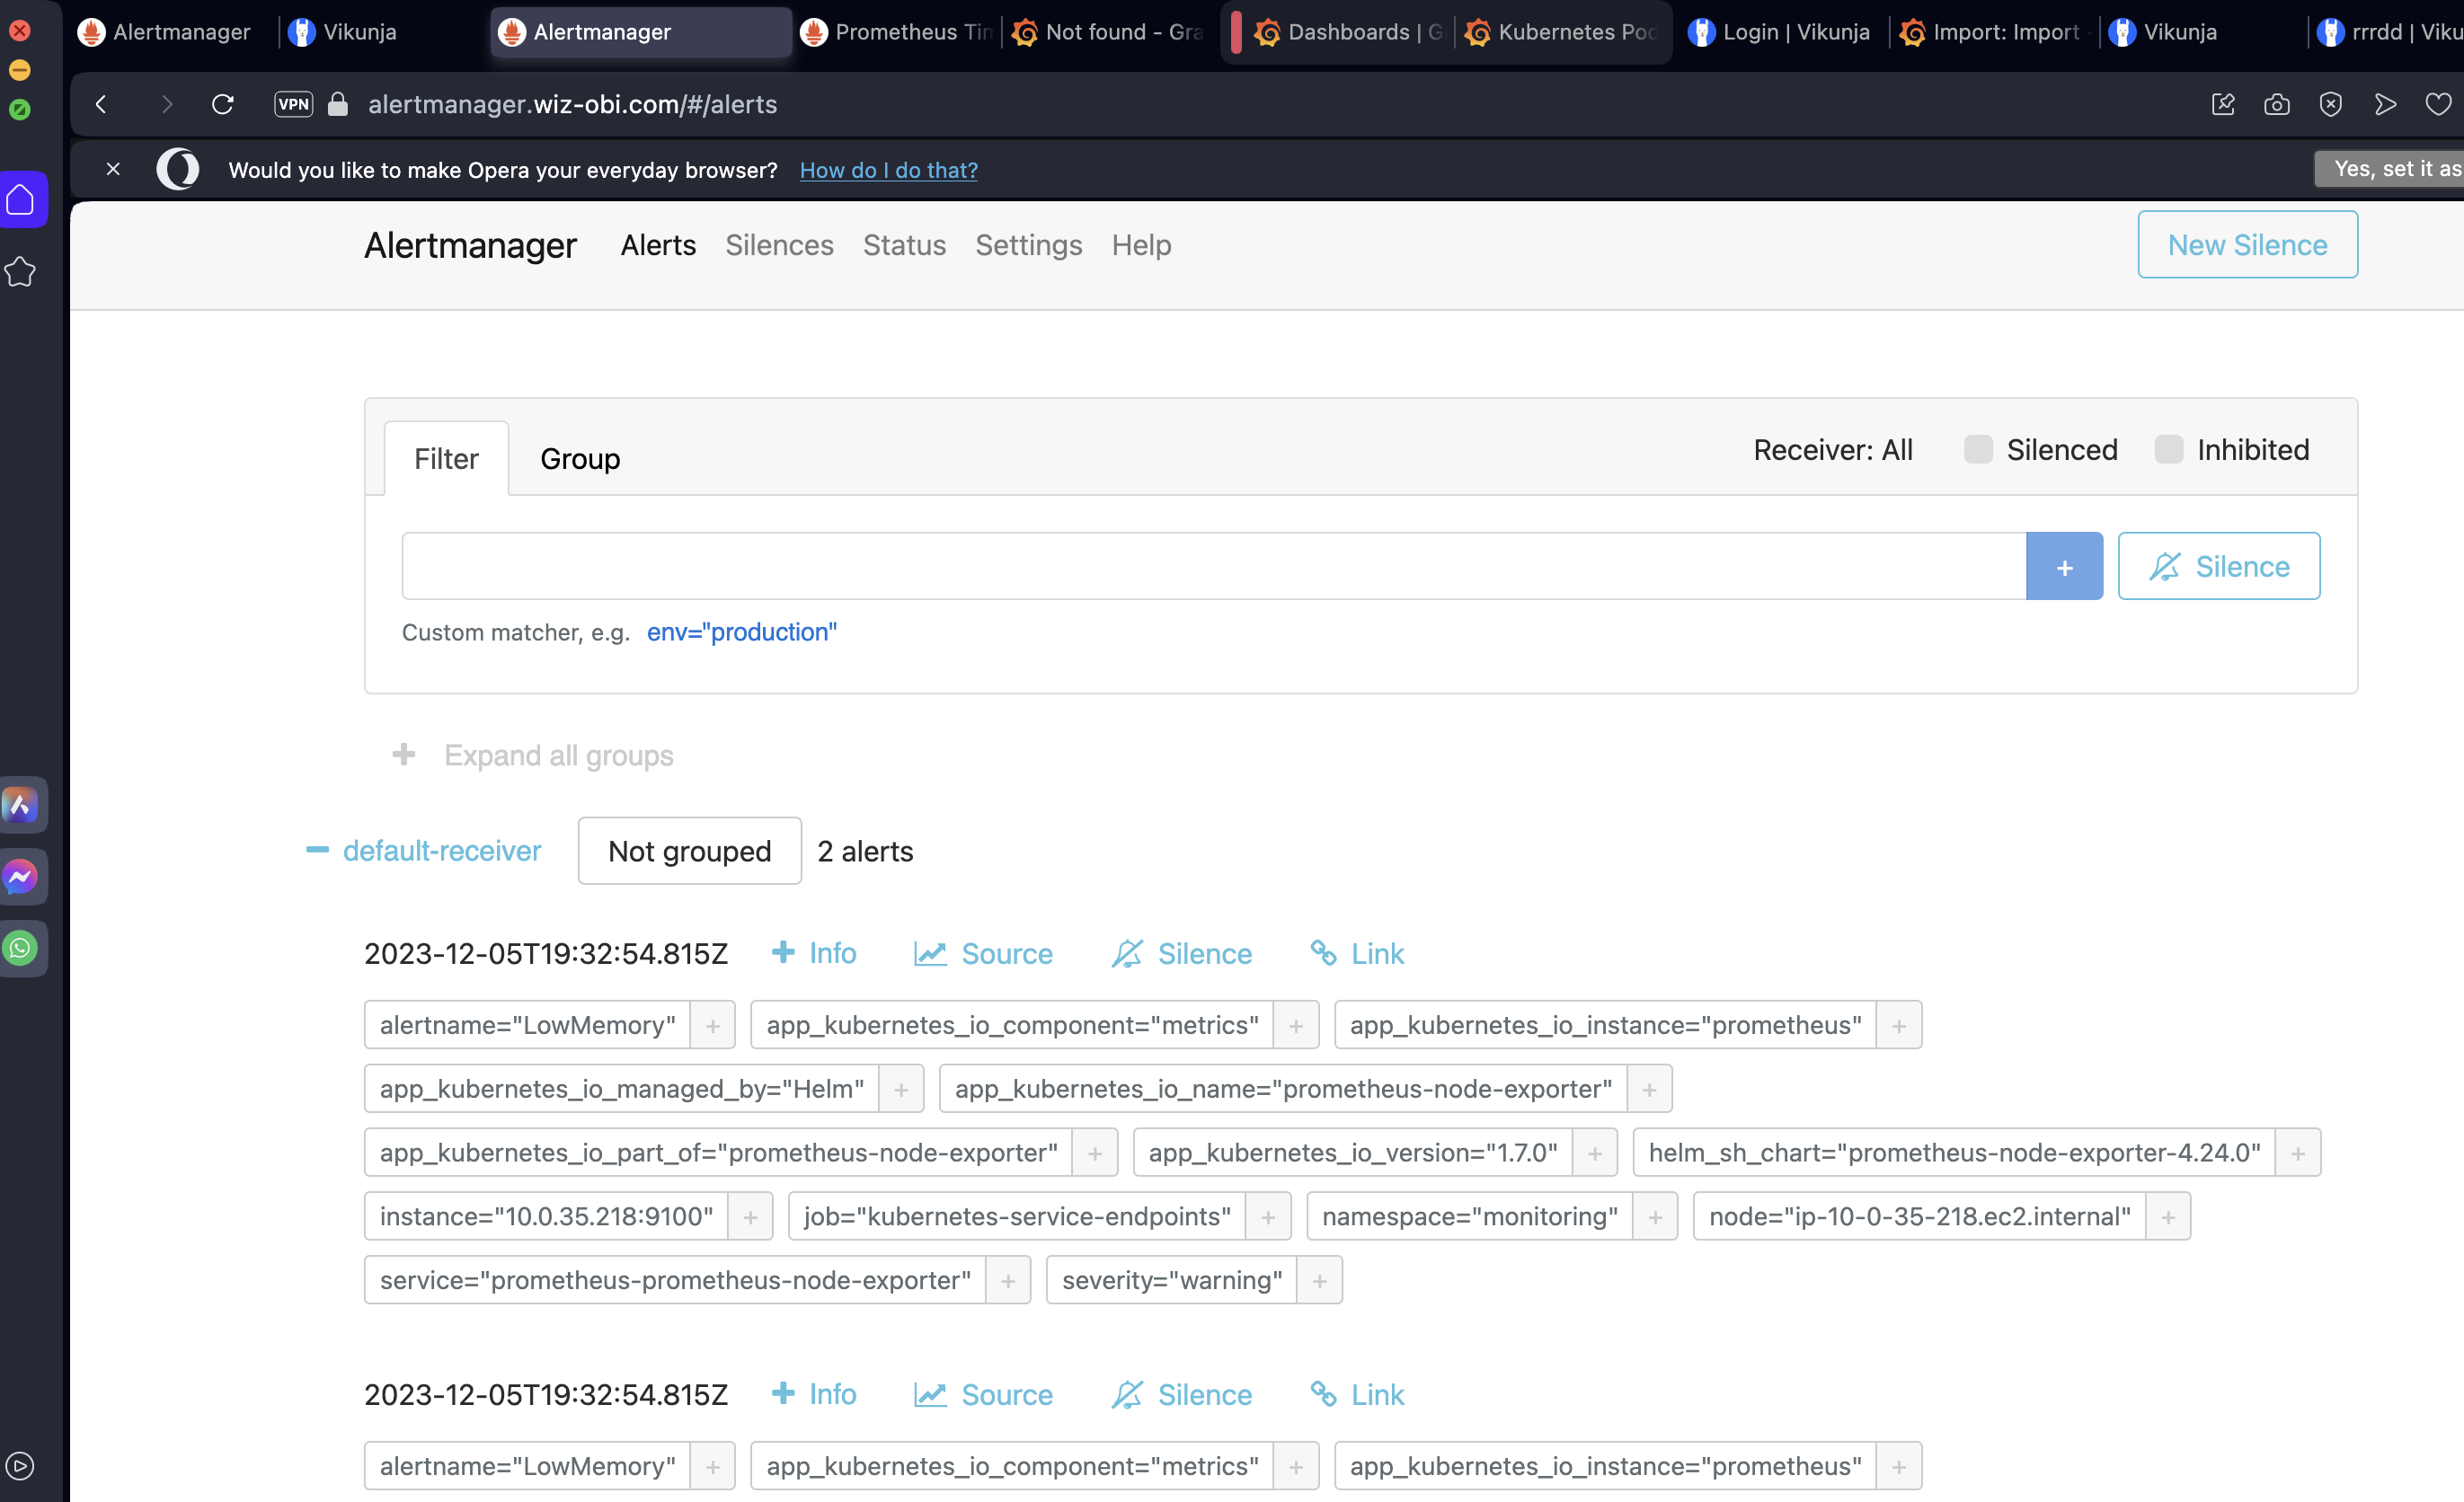 Alertmanager Vikunja Alertmanager Prometheus Tin Not found - Gra Dashboards | G Kubernetes Pod Login | Vikunja Import: Import - Vikunja rrrdd | Viku
VPN alertmanager.wiz-obi.com/#/alerts
Would you like to make Opera your everyday browser? How do I do that? Yes, set it as
Alertmanager Alerts Silences Status Settings Help New Silence
Filter Group Receiver: All Silenced Inhibited
+ Silence
Custom matcher, e.g. env="production"
+ Expand all groups
− default-receiver Not grouped 2 alerts
2023-12-05T19:32:54.815Z + Info Source Silence Link
alertname="LowMemory" + app_kubernetes_io_component="metrics" + app_kubernetes_io_instance="prometheus" +
app_kubernetes_io_managed_by="Helm" + app_kubernetes_io_name="prometheus-node-exporter" +
app_kubernetes_io_part_of="prometheus-node-exporter" + app_kubernetes_io_version="1.7.0" + helm_sh_chart="prometheus-node-exporter-4.24.0" +
instance="10.0.35.218:9100" + job="kubernetes-service-endpoints" + namespace="monitoring" + node="ip-10-0-35-218.ec2.internal" +
service="prometheus-prometheus-node-exporter" + severity="warning" +
2023-12-05T19:32:54.815Z + Info Source Silence Link
alertname="LowMemory" + app_kubernetes_io_component="metrics" + app_kubernetes_io_instance="prometheus" +